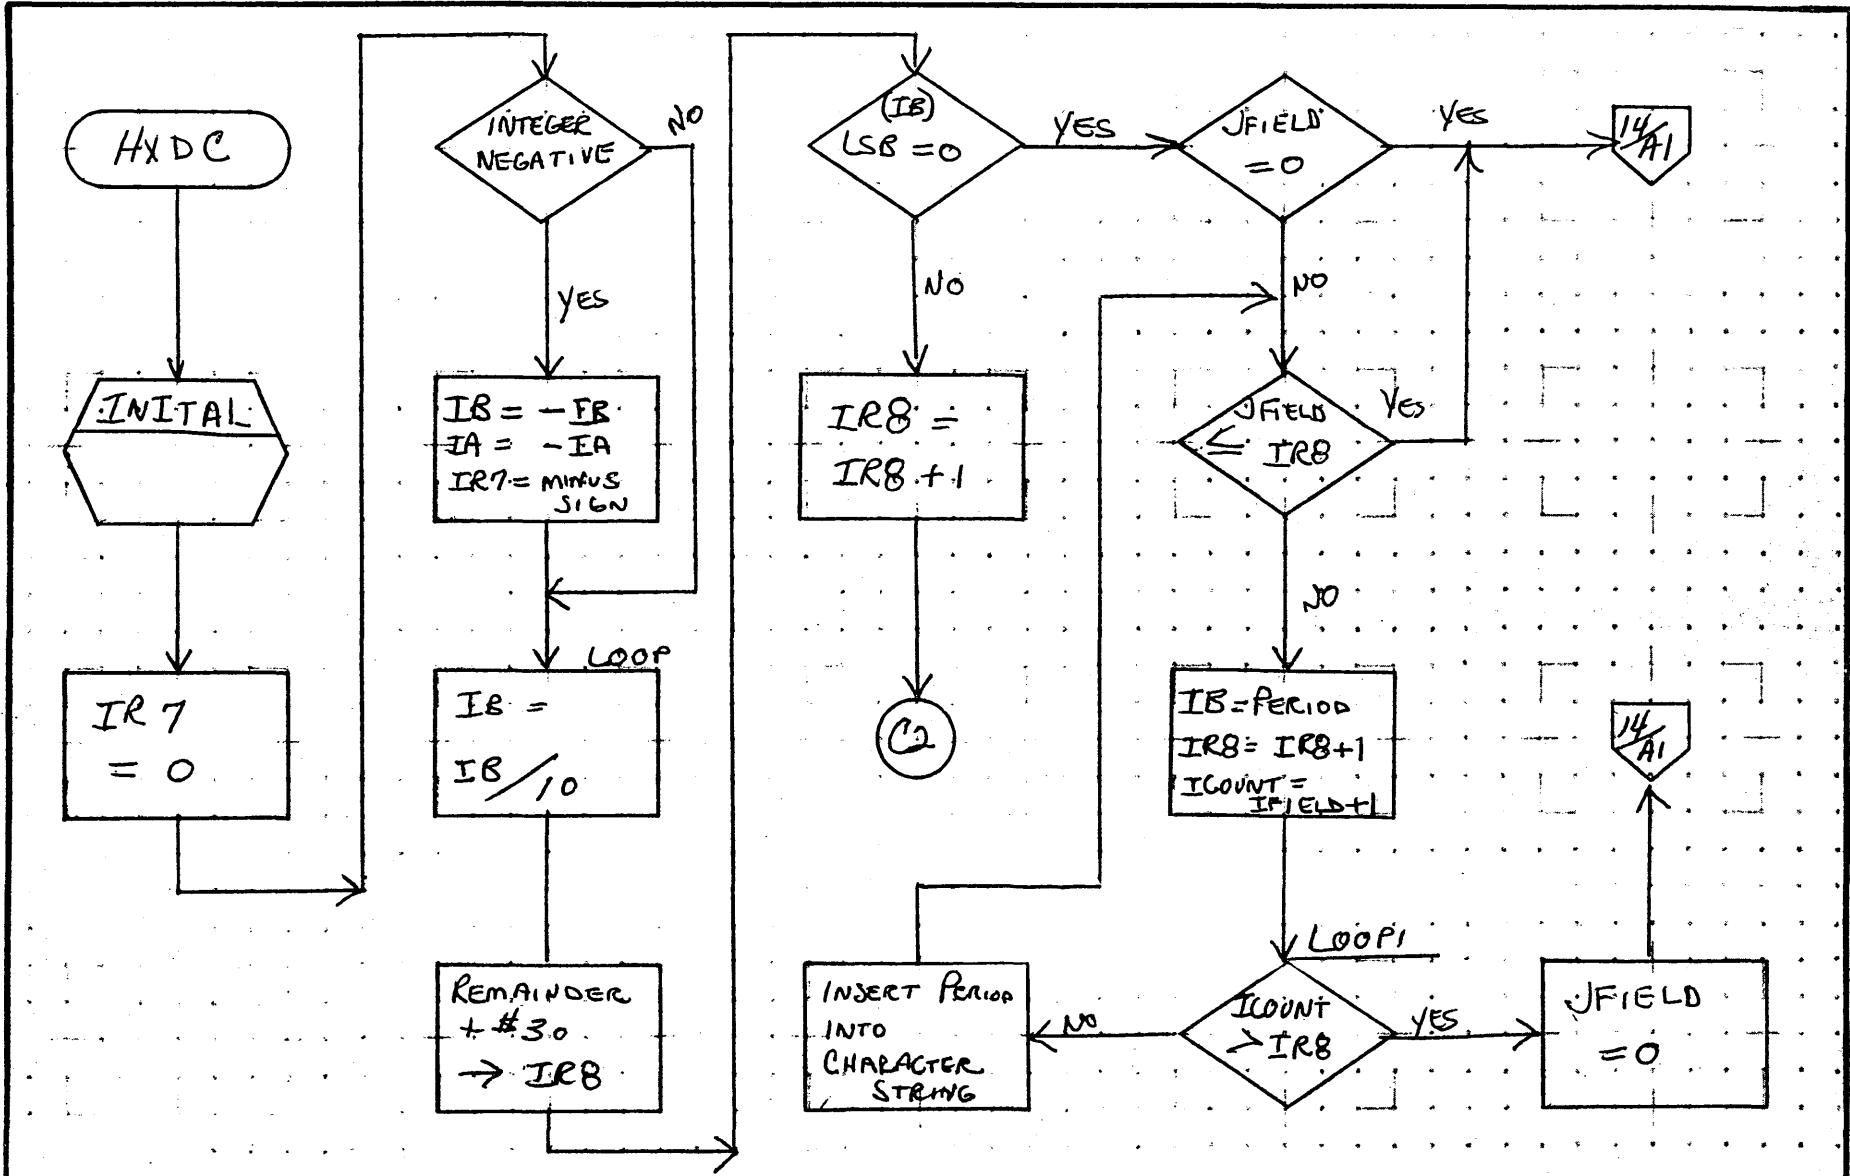 HXDC
INITAL
IR7
= 0
INTEGER
NEGATIVE
NO
YES
IB = -IB
IA = -IA
IR7 = MINUS
SIGN
LOOP
IB =
IB/10
REMAINDER
+ #30
→ IR8
(IB)
LSB = 0
YES
NO
IR8 =
IR8 + 1
C2
INSERT PERIOD
INTO
CHARACTER
STRING
JFIELD
= 0
YES
NO
JFIELD
≤ IR8
YES
NO
IB = PERIOD
IR8 = IR8+1
ICOUNT =
IFIELD+1
LOOP1
ICOUNT
> IR8
NO
YES
14/A1
14/A1
JFIELD
= 0